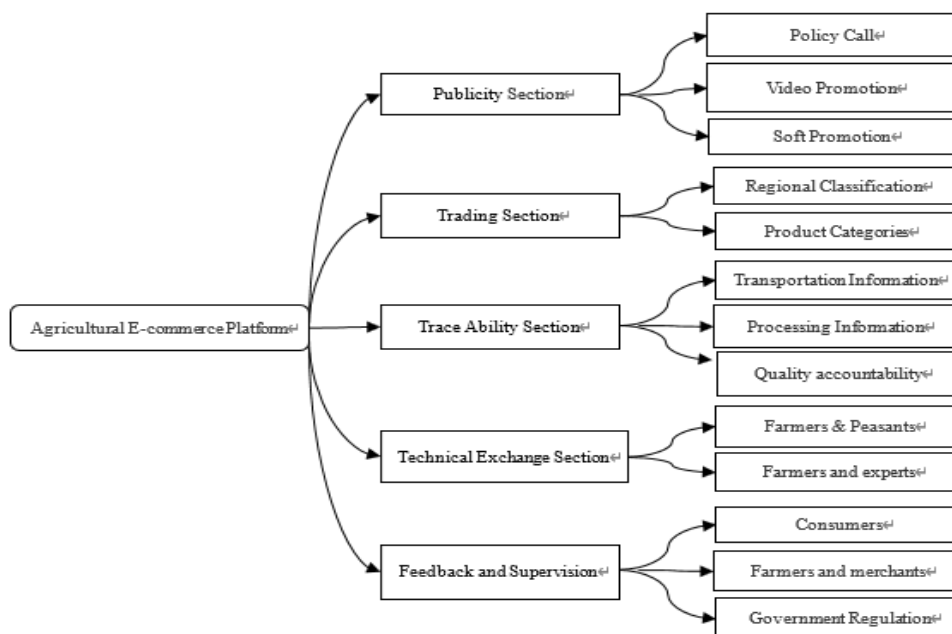 Agricultural E-commerce Platform↵
Publicity Section↵
Policy Call↵
Video Promotion↵
Soft Promotion↵
Trading Section↵
Regional Classification↵
Product Categories↵
Trace Ability Section↵
Transportation Information↵
Processing Information↵
Quality accountability↵
Technical Exchange Section↵
Farmers & Peasants↵
Farmers and experts↵
Feedback and Supervision↵
Consumers↵
Farmers and merchants↵
Government Regulation↵